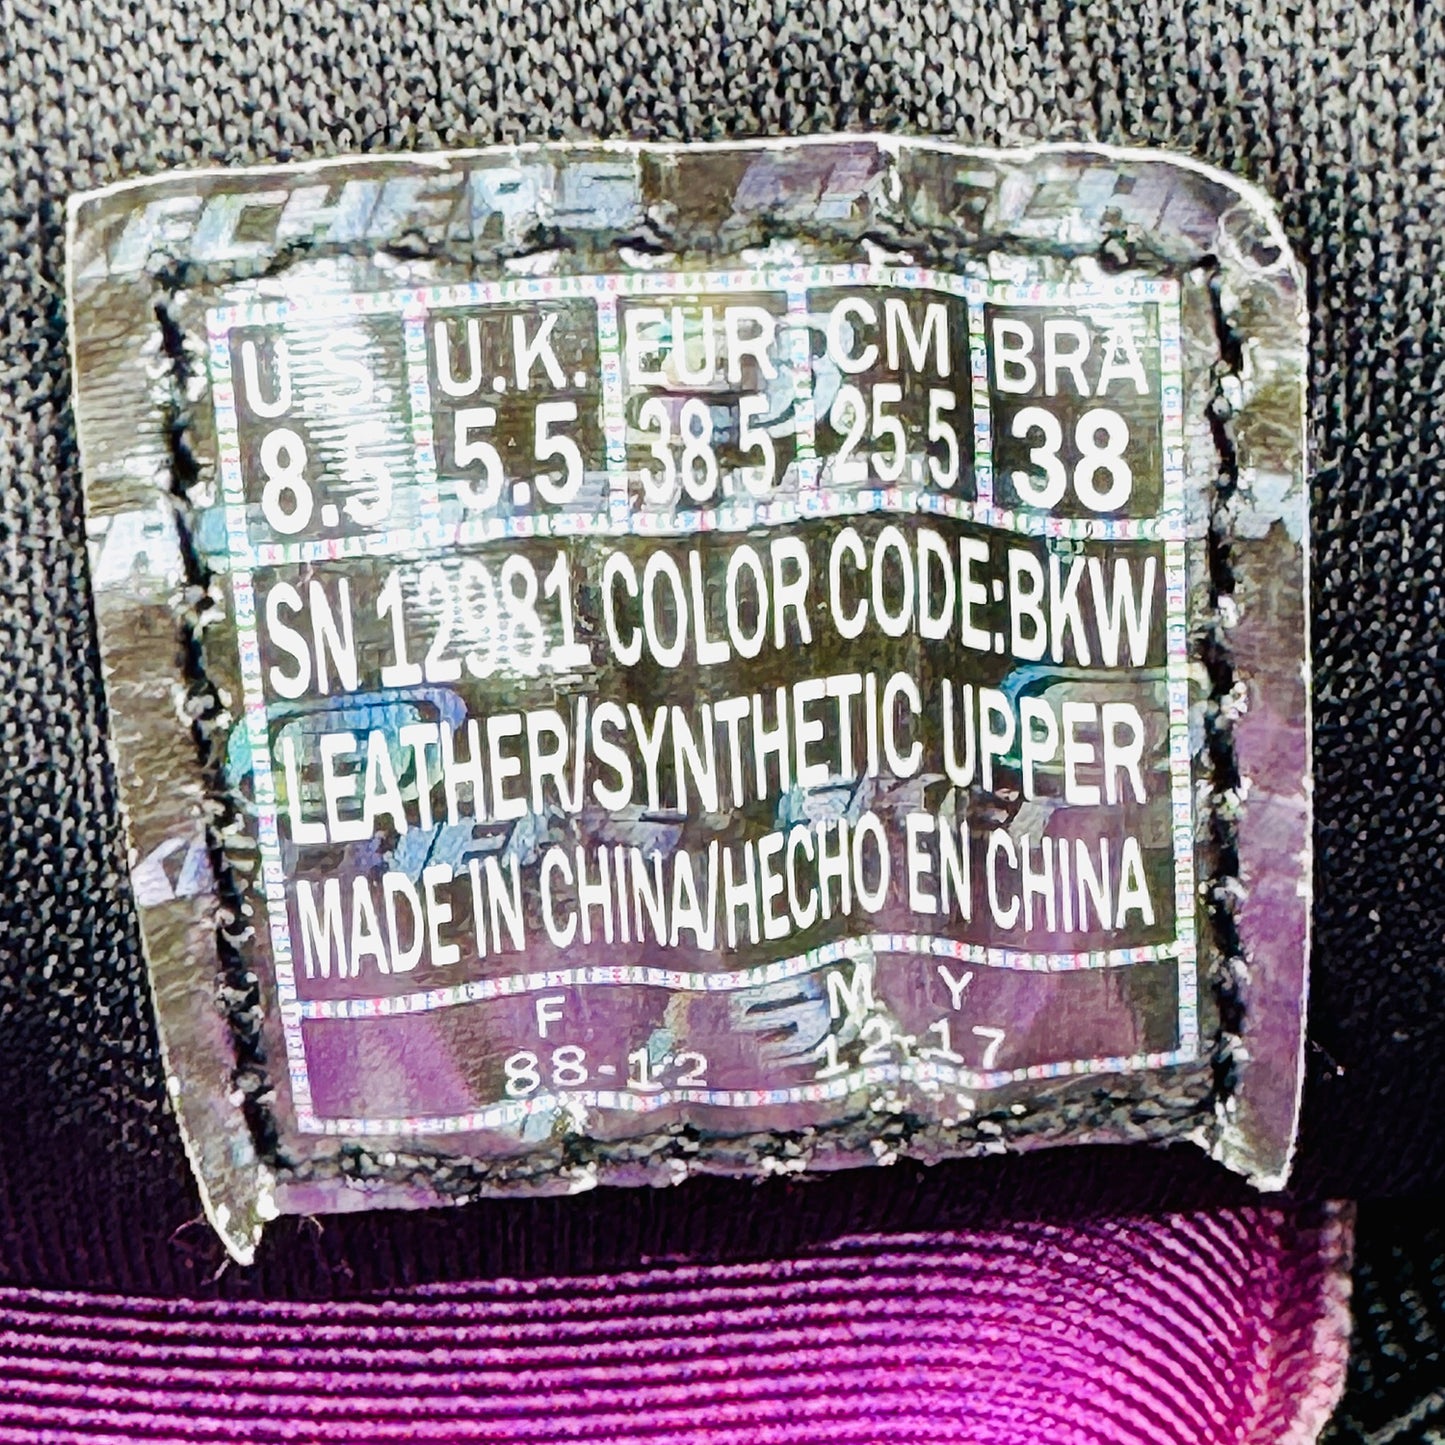 U.S. U.K. EUR CM BRA
8.5 5.5 38.5 25.5 38
SN 12981 COLOR CODE:BKW
LEATHER/SYNTHETIC UPPER
MADE IN CHINA/HECHO EN CHINA
F M Y
88-12 12.17